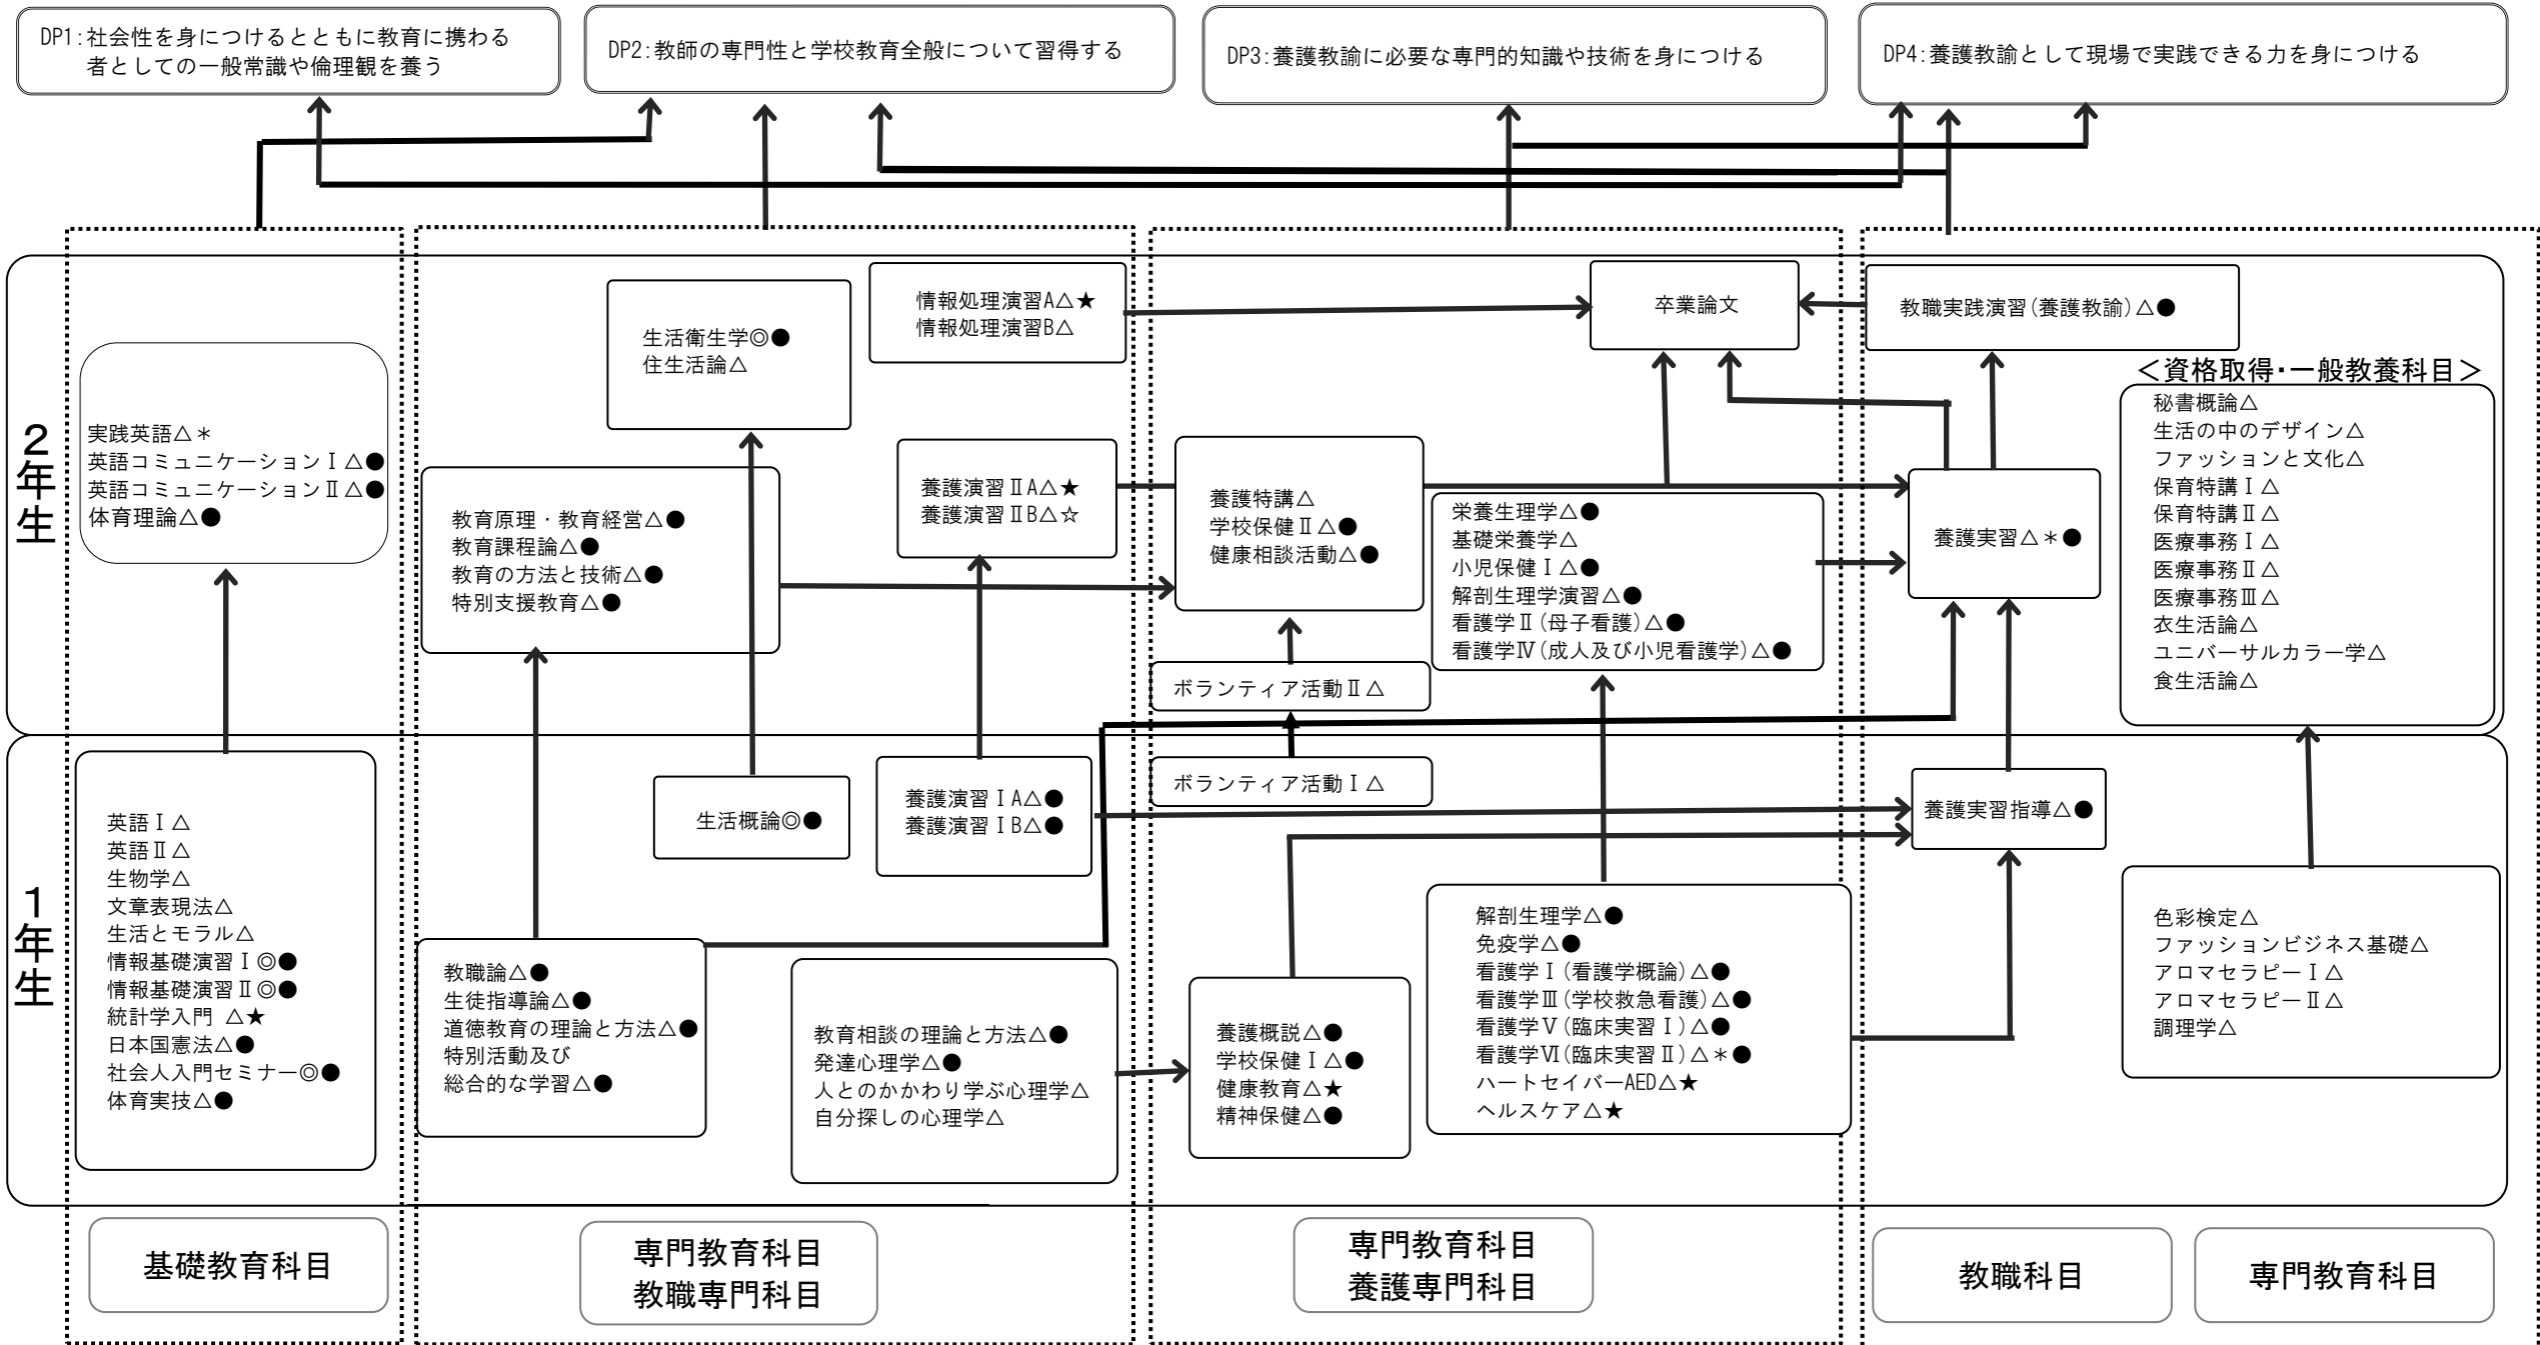 DP1:社会性を身につけるとともに教育に携わる
者としての一般常識や倫理観を養う
DP2:教師の専門性と学校教育全般について習得する
DP3:養護教諭に必要な専門的知識や技術を身につける
DP4:養護教諭として現場で実践できる力を身につける
2年生
実践英語△＊
英語コミュニケーションⅠ△●
英語コミュニケーションⅡ△●
体育理論△●
生活衛生学◎●
住生活論△
情報処理演習A△★
情報処理演習B△
教育原理・教育経営△●
教育課程論△●
教育の方法と技術△●
特別支援教育△●
養護演習ⅡA△★
養護演習ⅡB△☆
卒業論文
養護特講△
学校保健Ⅱ△●
健康相談活動△●
栄養生理学△●
基礎栄養学△
小児保健Ⅰ△●
解剖生理学演習△●
看護学Ⅱ(母子看護)△●
看護学Ⅳ(成人及び小児看護学)△●
ボランティア活動Ⅱ△
教職実践演習(養護教諭)△●
養護実習△＊●
＜資格取得・一般教養科目＞
秘書概論△
生活の中のデザイン△
ファッションと文化△
保育特講Ⅰ△
保育特講Ⅱ△
医療事務Ⅰ△
医療事務Ⅱ△
医療事務Ⅲ△
衣生活論△
ユニバーサルカラー学△
食生活論△
1年生
英語Ⅰ△
英語Ⅱ△
生物学△
文章表現法△
生活とモラル△
情報基礎演習Ⅰ◎●
情報基礎演習Ⅱ◎●
統計学入門 △★
日本国憲法△●
社会人入門セミナー◎●
体育実技△●
生活概論◎●
養護演習ⅠA△●
養護演習ⅠB△●
教職論△●
生徒指導論△●
道徳教育の理論と方法△●
特別活動及び
総合的な学習△●
教育相談の理論と方法△●
発達心理学△●
人とのかかわり学ぶ心理学△
自分探しの心理学△
ボランティア活動Ⅰ△
養護概説△●
学校保健Ⅰ△●
健康教育△★
精神保健△●
解剖生理学△●
免疫学△●
看護学Ⅰ(看護学概論)△●
看護学Ⅲ(学校救急看護)△●
看護学Ⅴ(臨床実習Ⅰ)△●
看護学Ⅵ(臨床実習Ⅱ)△＊●
ハートセイバーAED△★
ヘルスケア△★
養護実習指導△●
色彩検定△
ファッションビジネス基礎△
アロマセラピーⅠ△
アロマセラピーⅡ△
調理学△
基礎教育科目
専門教育科目
教職専門科目
専門教育科目
養護専門科目
教職科目
専門教育科目